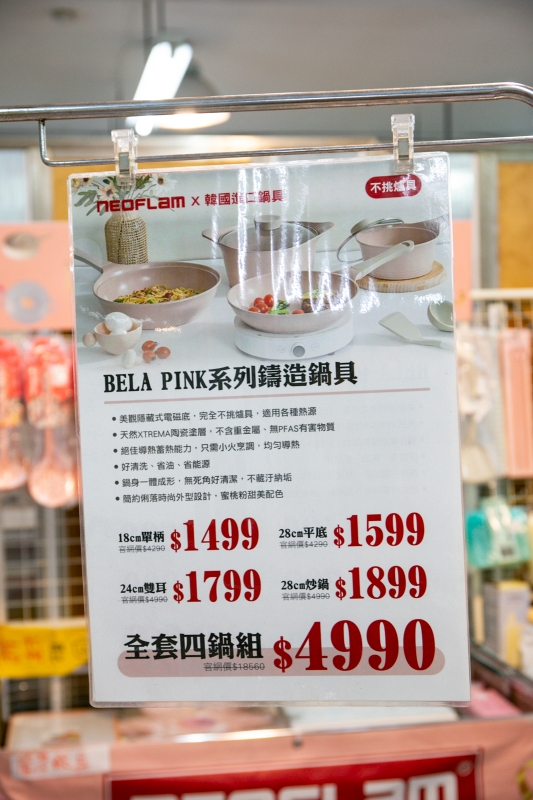 NEOFLAM X 韓國進口鍋具
不挑爐具
BELA PINK系列鑄造鍋具
• 美觀隱藏式電磁底，完全不挑爐具，適用各種熱源
• 天然XTREMA陶瓷塗層，不含重金屬、無PFAS有害物質
• 絕佳導熱蓄熱能力，只需小火烹調，均勻導熱
• 好清洗、省油、省能源
• 鍋身一體成形，無死角好清潔，不藏汙納垢
• 簡約俐落時尚外型設計，蜜桃粉甜美配色
18cm單柄 $1499
官網價$4290
28cm平底 $1599
官網價$4290
24cm雙耳 $1799
官網價$4990
28cm炒鍋 $1899
官網價$4990
全套四鍋組 $4990
官網價$18560
NEOFLAM